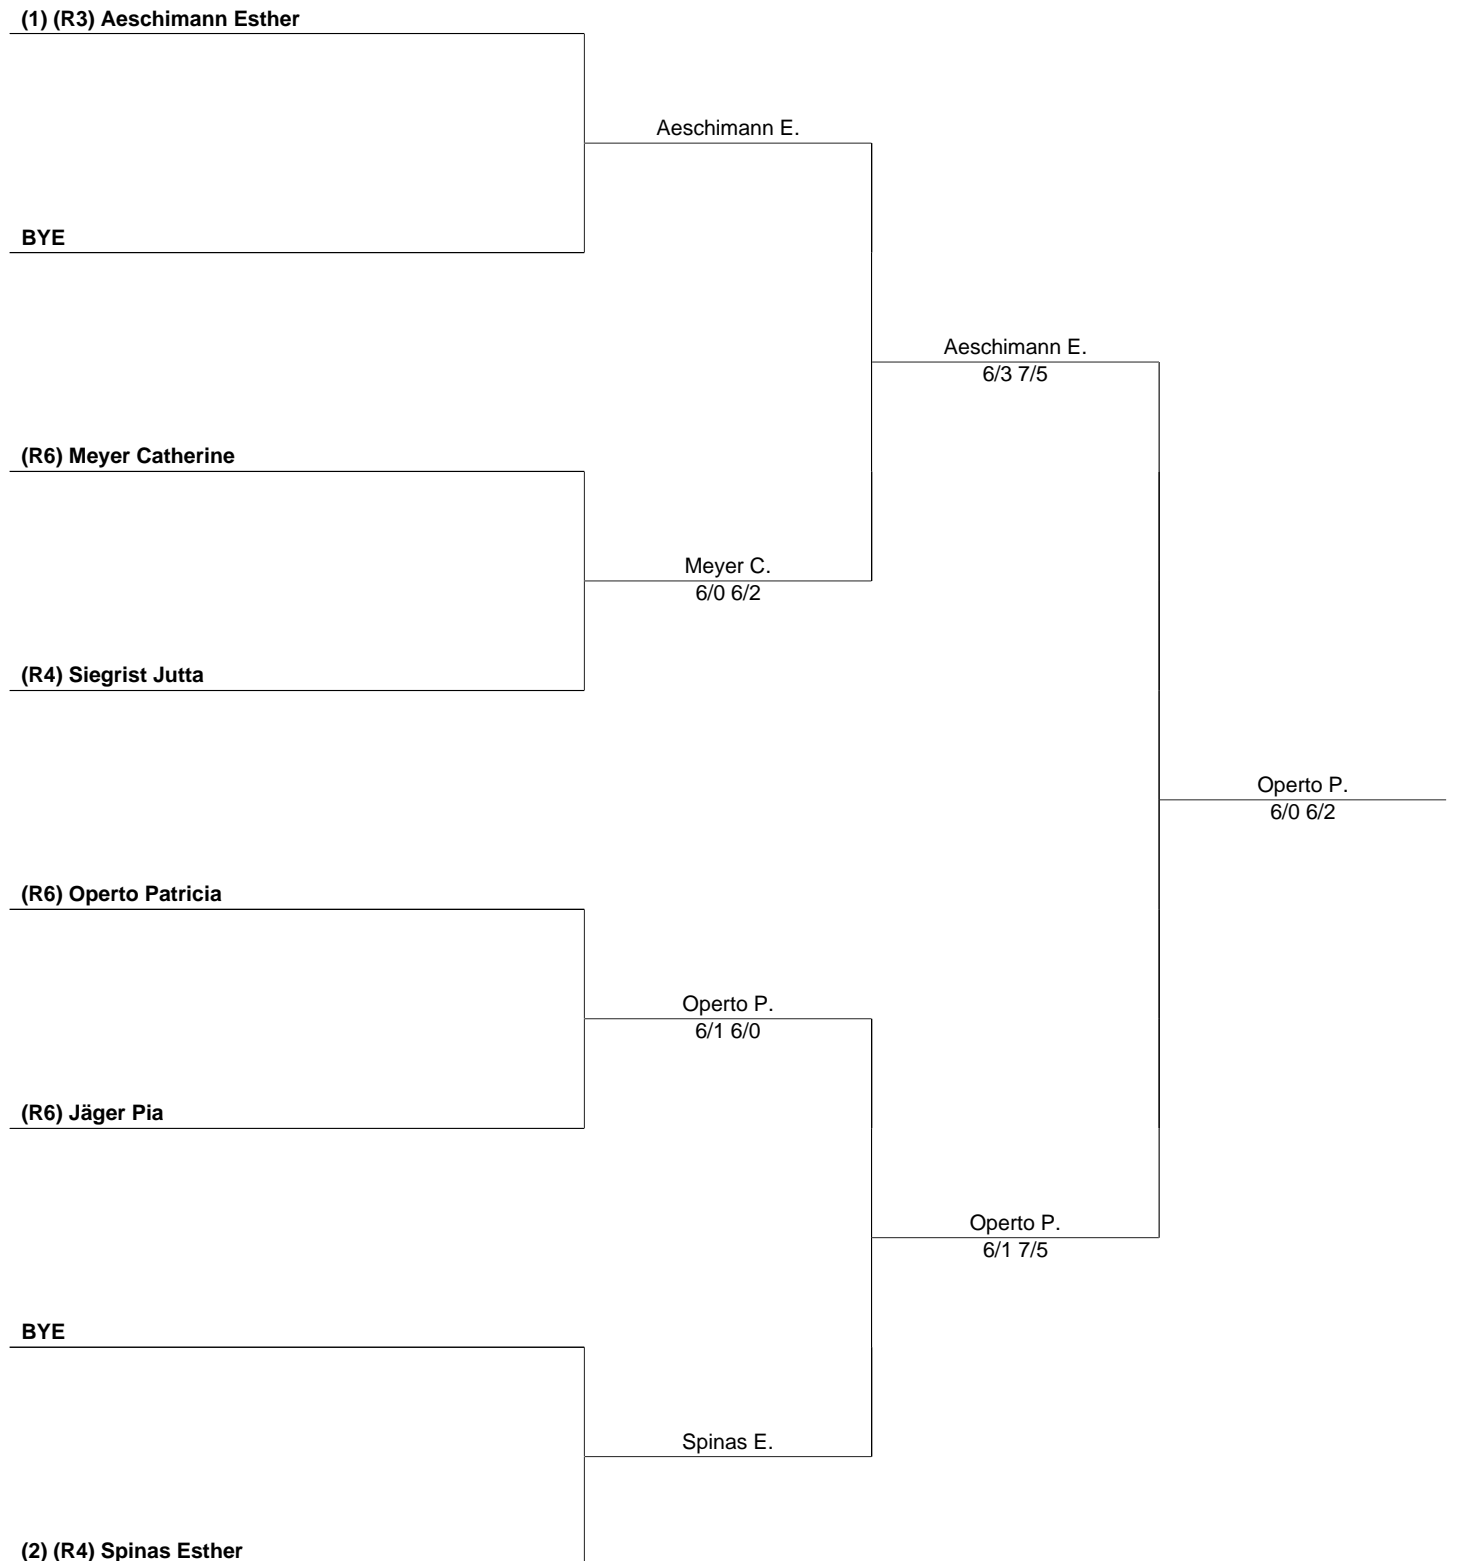 (1) (R3) Aeschimann Esther
Aeschimann E.
BYE
Aeschimann E.
6/3 7/5
(R6) Meyer Catherine
Meyer C.
6/0 6/2
(R4) Siegrist Jutta
Operto P.
6/0 6/2
(R6) Operto Patricia
Operto P.
6/1 6/0
(R6) Jäger Pia
Operto P.
6/1 7/5
BYE
Spinas E.
(2) (R4) Spinas Esther